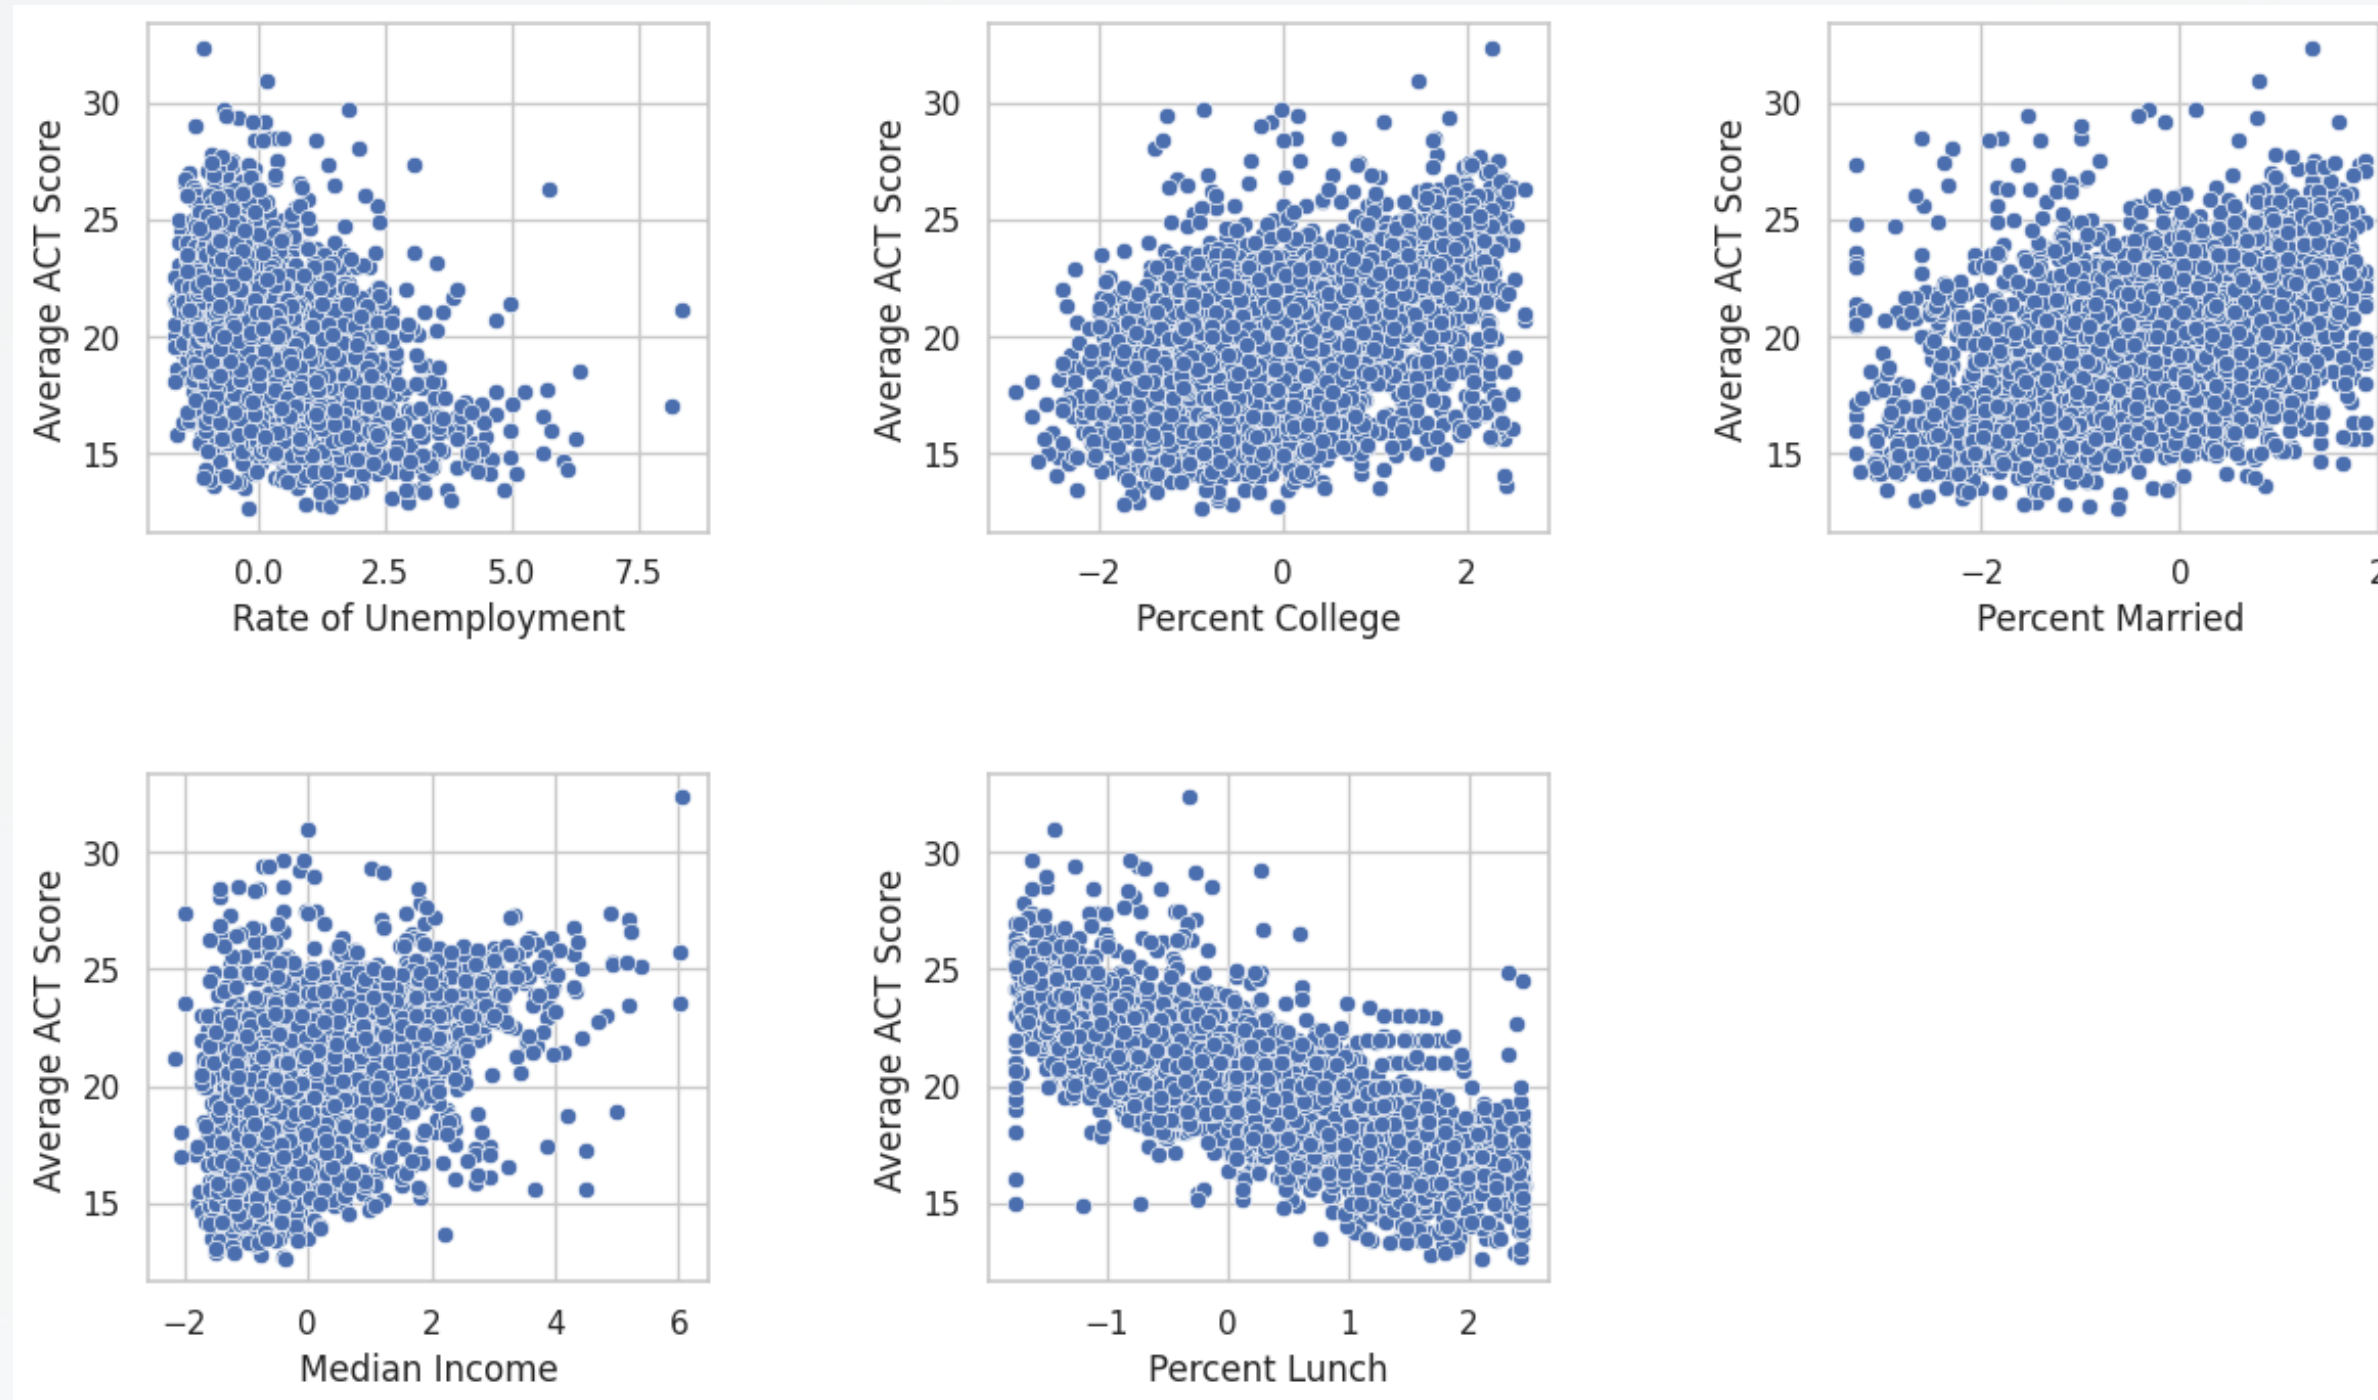 30
25
20
15
Average ACT Score
0.0 2.5 5.0 7.5
Rate of Unemployment
30
25
20
15
Average ACT Score
−2 0 2
Percent College
30
25
20
15
Average ACT Score
−2 0 2
Percent Married
30
25
20
15
Average ACT Score
−2 0 2 4 6
Median Income
30
25
20
15
Average ACT Score
−1 0 1 2
Percent Lunch